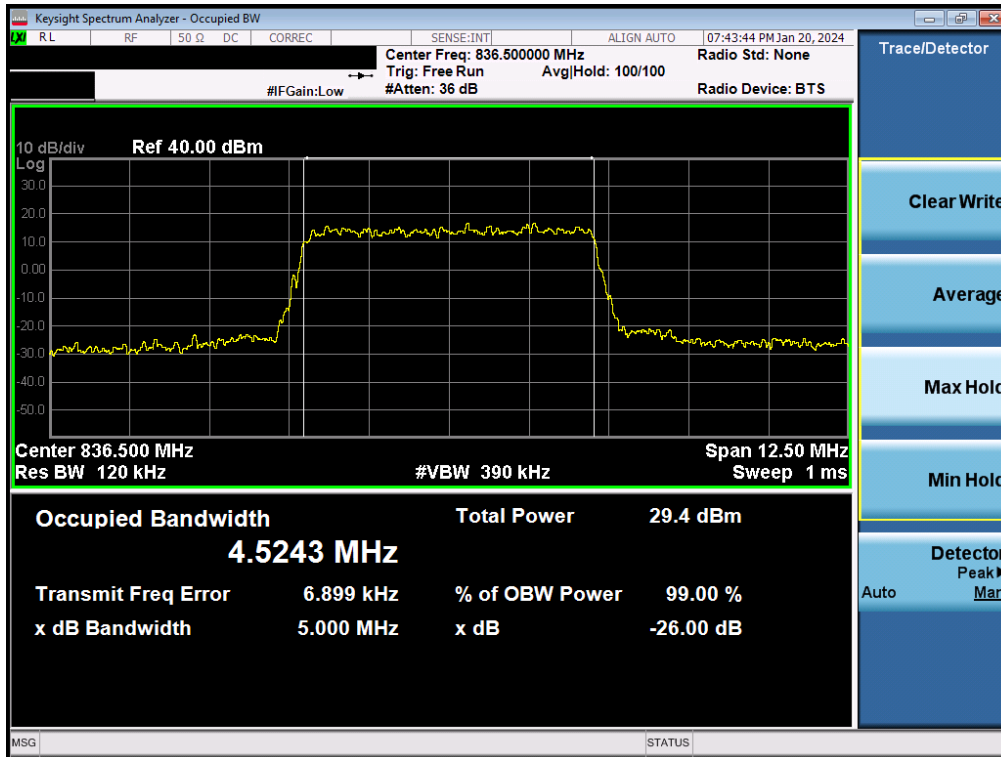 Keysight Spectrum Analyzer - Occupied BW
LXI RL RF 50 Ω DC CORREC SENSE:INT ALIGN AUTO 07:43:44 PM Jan 20, 2024
Center Freq: 836.500000 MHz Radio Std: None
Trig: Free Run Avg|Hold: 100/100
#IFGain:Low #Atten: 36 dB Radio Device: BTS
10 dB/div Ref 40.00 dBm
Log
30.0
20.0
10.0
0.00
-10.0
-20.0
-30.0
-40.0
-50.0
Center 836.500 MHz Span 12.50 MHz
Res BW 120 kHz #VBW 390 kHz Sweep 1 ms
Occupied Bandwidth Total Power 29.4 dBm
4.5243 MHz
Transmit Freq Error 6.899 kHz % of OBW Power 99.00 %
x dB Bandwidth 5.000 MHz x dB -26.00 dB
MSG STATUS
Trace/Detector
Clear Write
Average
Max Hold
Min Hold
Detector
Peak
Auto Man